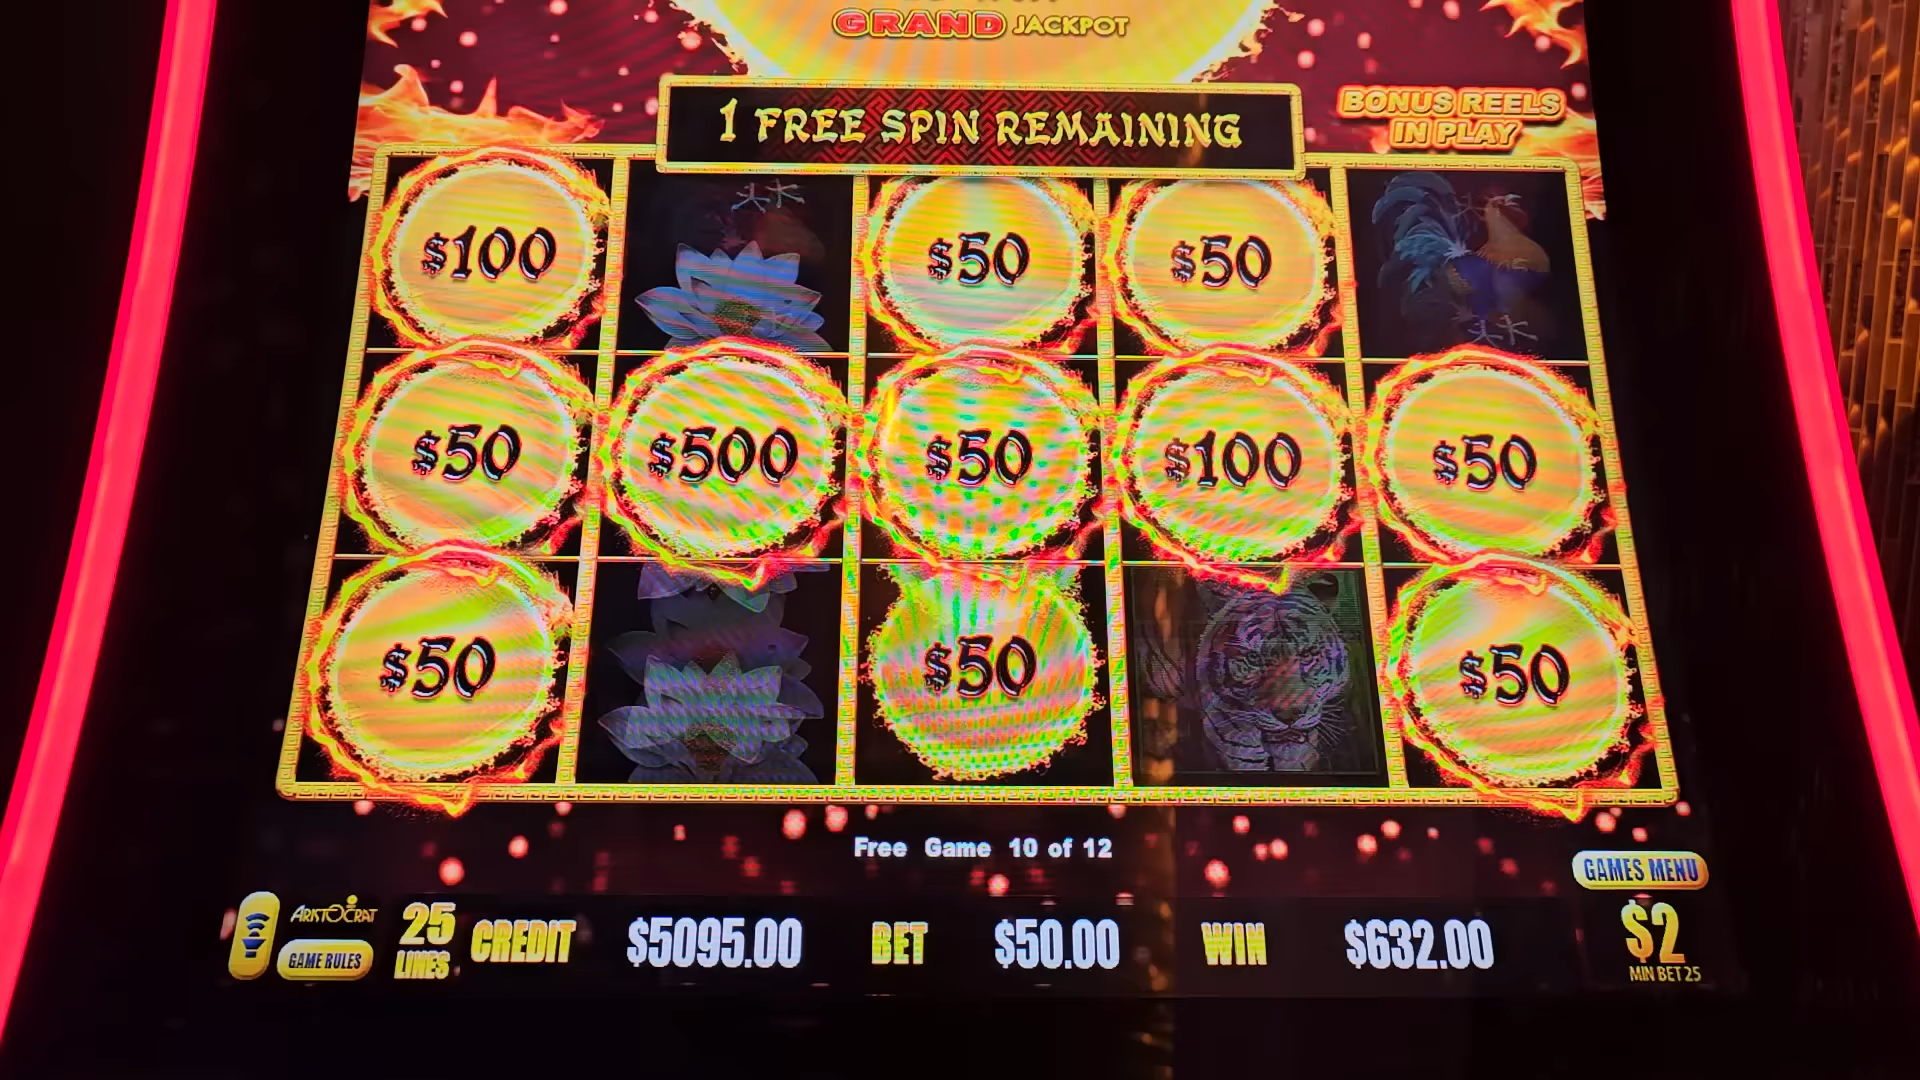 GRAND JACKPOT
1 FREE SPIN REMAINING
BONUS REELS
IN PLAY
$100 $50 $50
$50 $500 $50 $100 $50
$50 $50 $50
Free Game 10 of 12
GAMES MENU
ARISTOCRAT
GAME RULES
25
LINES
CREDIT $5095.00 BET $50.00 WIN $632.00
$2
MIN BET 25